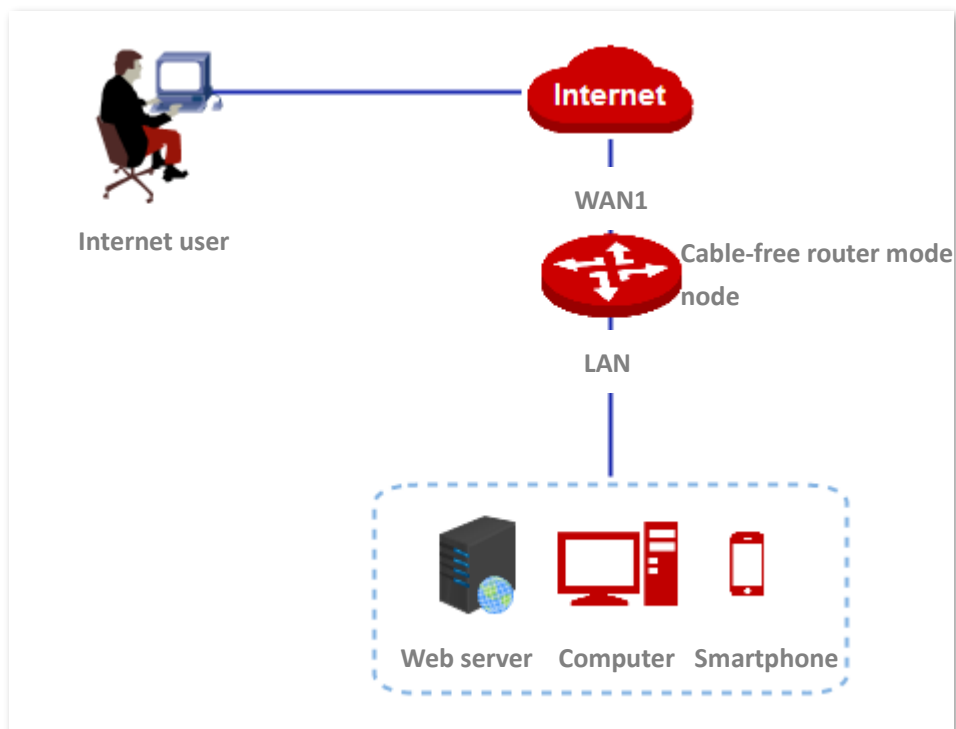 Internet
WAN1
Internet user
Cable-free router mode
node
LAN
Web server
Computer
Smartphone